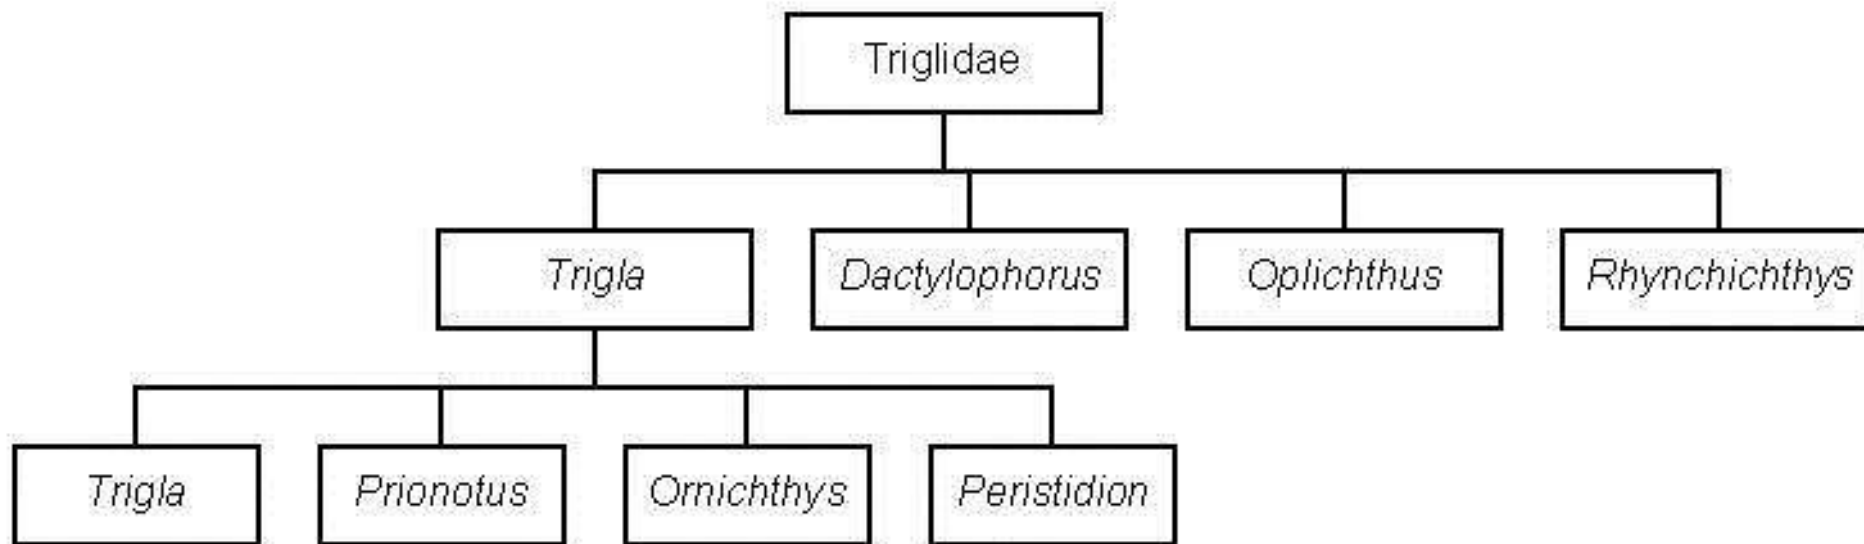 Triglidae
Trigla Dactylophorus Oplichthus Rhynchichthys
Trigla Prionotus Ornichthys Peristidion